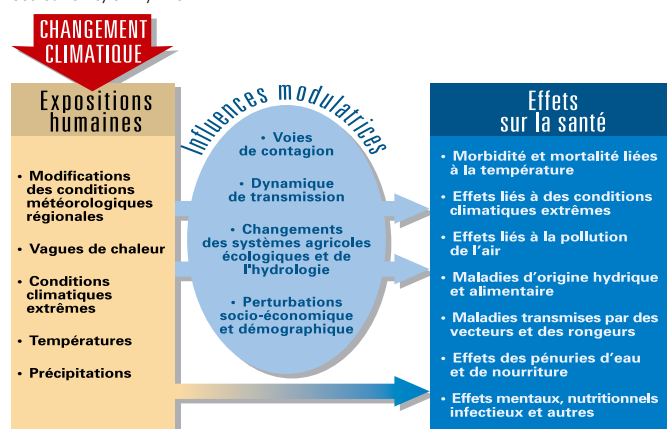 CHANGEMENT
CLIMATIQUE
Expositions
humaines
• Modifications
des conditions
météorologiques
régionales
• Vagues de chaleur
• Conditions
climatiques
extrêmes
• Températures
• Précipitations
Influences modulatrices
• Voies
de contagion
• Dynamique
de transmission
• Changements
des systèmes agricoles
écologiques et de
l'hydrologie
• Perturbations
socio-économique
et démographique
Effets
sur la santé
• Morbidité et mortalité liées
à la température
• Effets liés à des conditions
climatiques extrêmes
• Effets liés à la pollution
de l'air
• Maladies d'origine hydrique
et alimentaire
• Maladies transmises par des
vecteurs et des rongeurs
• Effets des pénuries d'eau
et de nourriture
• Effets mentaux, nutritionnels
infectieux et autres